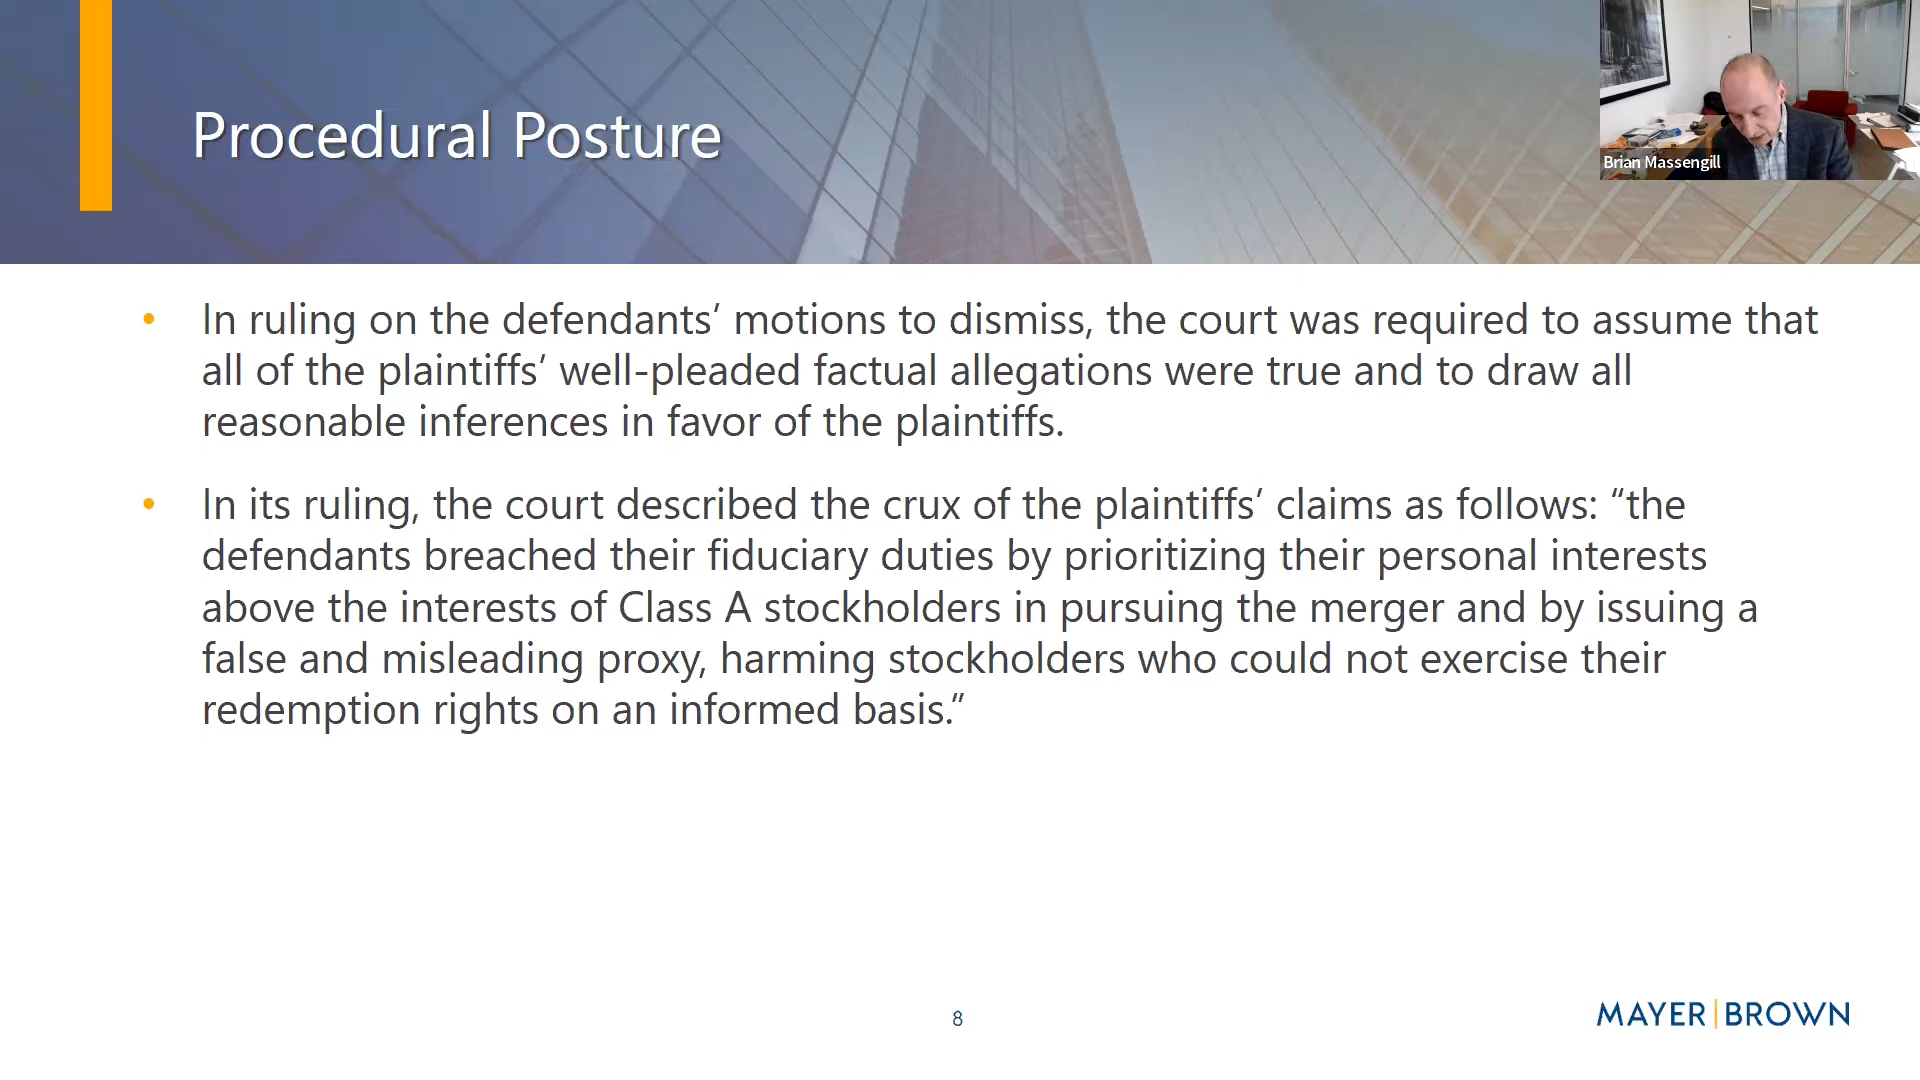 Procedural Posture
Brian Massengill
• In ruling on the defendants’ motions to dismiss, the court was required to assume that
all of the plaintiffs’ well-pleaded factual allegations were true and to draw all
reasonable inferences in favor of the plaintiffs.
• In its ruling, the court described the crux of the plaintiffs’ claims as follows: “the
defendants breached their fiduciary duties by prioritizing their personal interests
above the interests of Class A stockholders in pursuing the merger and by issuing a
false and misleading proxy, harming stockholders who could not exercise their
redemption rights on an informed basis.”
8
MAYER | BROWN